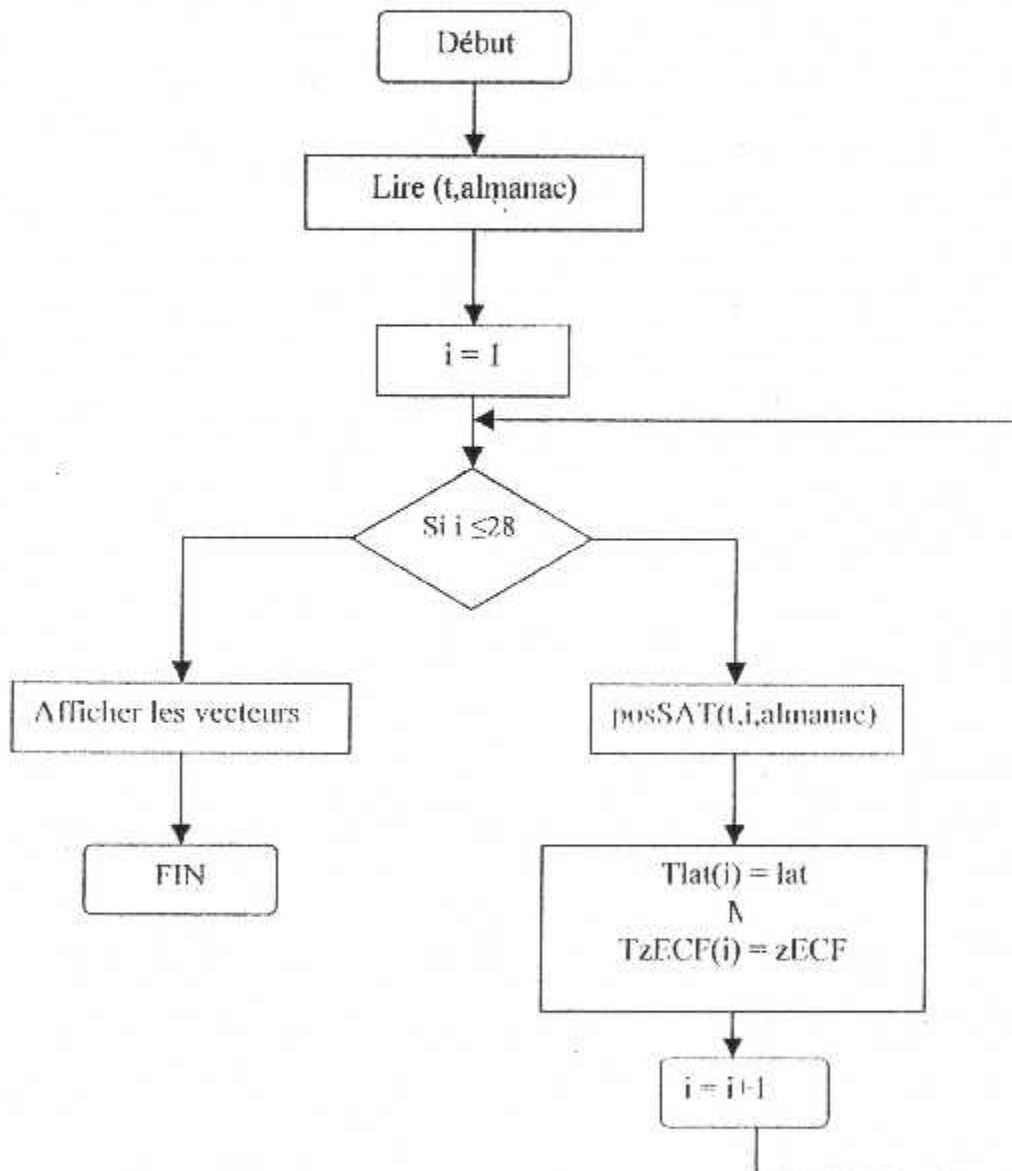 Début
Lire (t,almanac)
i = 1
Si i ≤28
Afficher les vecteurs
posSAT(t,i,almanac)
FIN
Tlat(i) = lat
M
TzECF(i) = zECF
i = i+1